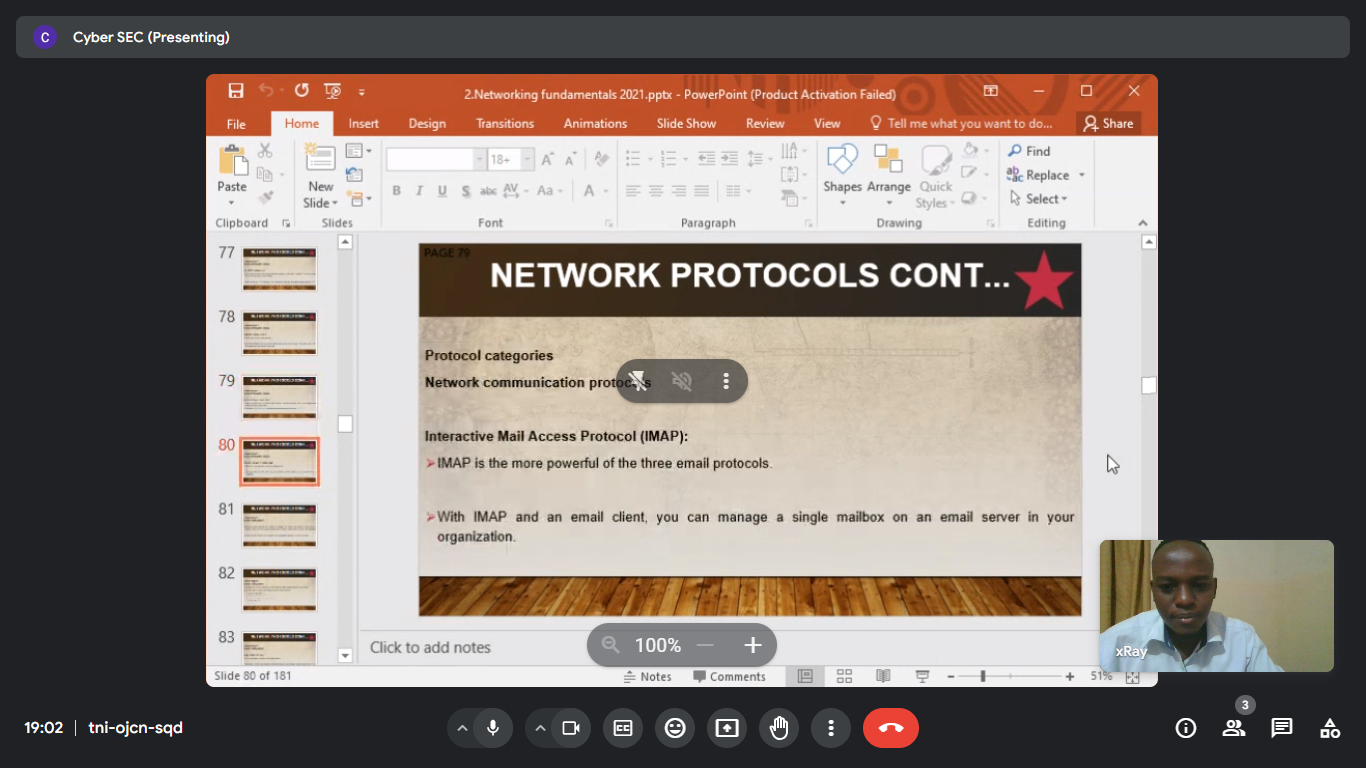 C
Cyber SEC (Presenting)
2.Networking fundamentals 2021.pptx - PowerPoint (Product Activation Failed)
File Home Insert Design Transitions Animations Slide Show Review View Tell me what you want to do... Share
Paste
New
Slide
18+
B I U S abc AV Aa A
Shapes Arrange Quick
Styles
Find
Replace
Select
Clipboard Slides Font Paragraph Drawing Editing
77
78
79
80
81
82
83
PAGE 79
NETWORK PROTOCOLS CONT...
Protocol categories
Network communication protocols
Interactive Mail Access Protocol (IMAP):
➢IMAP is the more powerful of the three email protocols.
➢With IMAP and an email client, you can manage a single mailbox on an email server in your
organization.
Click to add notes
100%
xRay
Slide 80 of 181
Notes Comments
51%
19:02 | tni-ojcn-sqd
CC
3